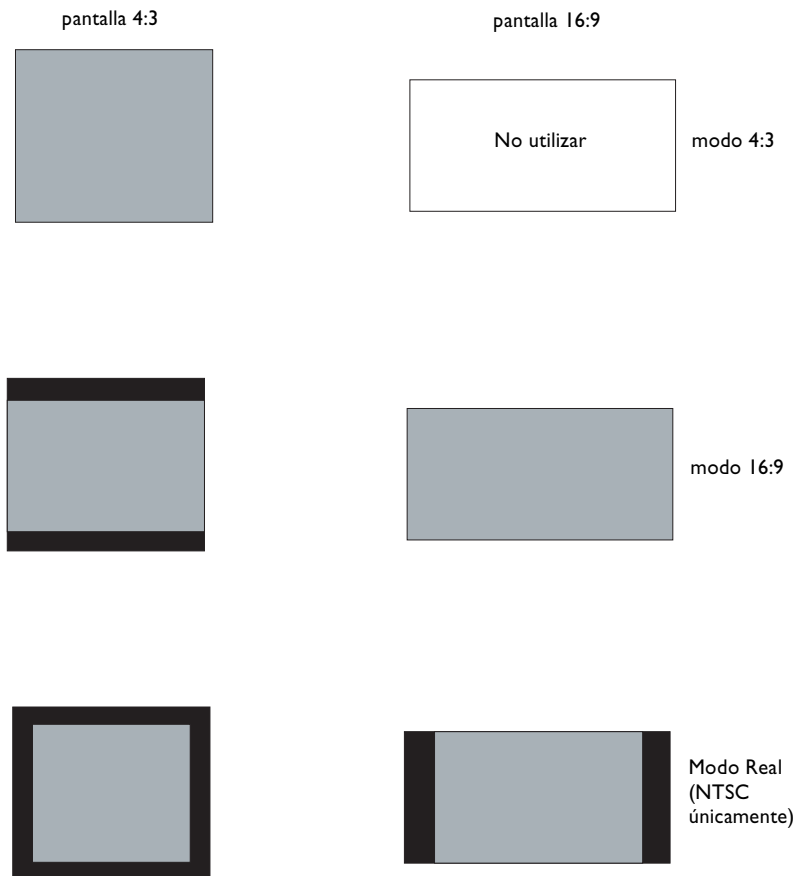 pantalla 4:3
pantalla 16:9
No utilizar
modo 4:3
modo 16:9
Modo Real
(NTSC
únicamente)